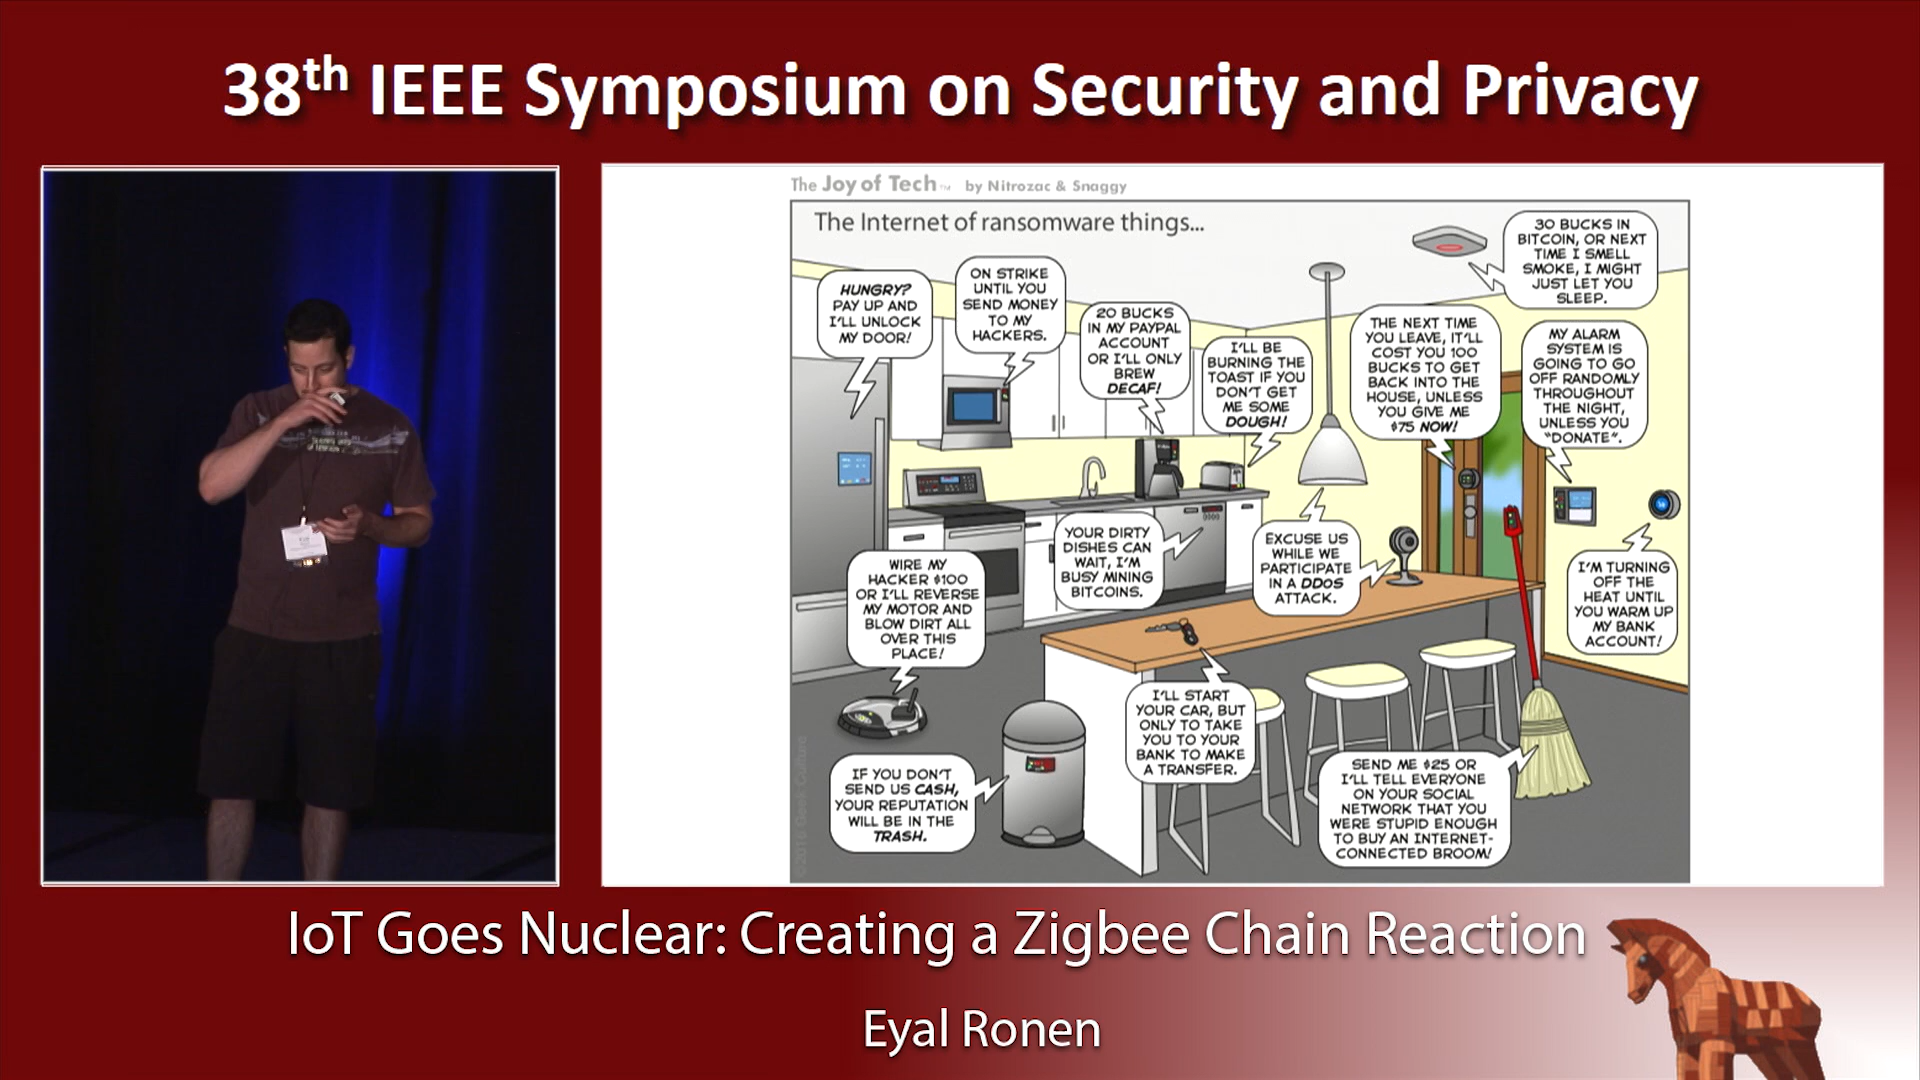 38th IEEE Symposium on Security and Privacy
The Joy of Tech™ by Nitrozac & Snaggy
The Internet of ransomware things...
HUNGRY?
PAY UP AND
I'LL UNLOCK
MY DOOR!
ON STRIKE
UNTIL YOU
SEND MONEY
TO MY
HACKERS.
20 BUCKS
IN MY PAYPAL
ACCOUNT
OR I'LL ONLY
BREW
DECAF!
I'LL BE
BURNING THE
TOAST IF YOU
DON'T GET
ME SOME
DOUGH!
THE NEXT TIME
YOU LEAVE, IT'LL
COST YOU 100
BUCKS TO GET
BACK INTO THE
HOUSE, UNLESS
YOU GIVE ME
$75 NOW!
30 BUCKS IN
BITCOIN, OR NEXT
TIME I SMELL
SMOKE, I MIGHT
JUST LET YOU
SLEEP.
MY ALARM
SYSTEM IS
GOING TO GO
OFF RANDOMLY
THROUGHOUT
THE NIGHT,
UNLESS YOU
"DONATE".
WIRE MY
HACKER $100
OR I'LL REVERSE
MY MOTOR AND
BLOW DIRT ALL
OVER THIS
PLACE!
YOUR DIRTY
DISHES CAN
WAIT, I'M
BUSY MINING
BITCOINS.
EXCUSE US
WHILE WE
PARTICIPATE
IN A DDOS
ATTACK.
I'M TURNING
OFF THE
HEAT UNTIL
YOU WARM UP
MY BANK
ACCOUNT!
IF YOU DON'T
SEND US CASH,
YOUR REPUTATION
WILL BE IN THE
TRASH.
I'LL START
YOUR CAR, BUT
ONLY TO TAKE
YOU TO YOUR
BANK TO MAKE
A TRANSFER.
SEND ME $25 OR
I'LL TELL EVERYONE
ON YOUR SOCIAL
NETWORK THAT YOU
WERE STUPID ENOUGH
TO BUY AN INTERNET-
CONNECTED BROOM!
©2016 Geek Culture
IoT Goes Nuclear: Creating a Zigbee Chain Reaction
Eyal Ronen